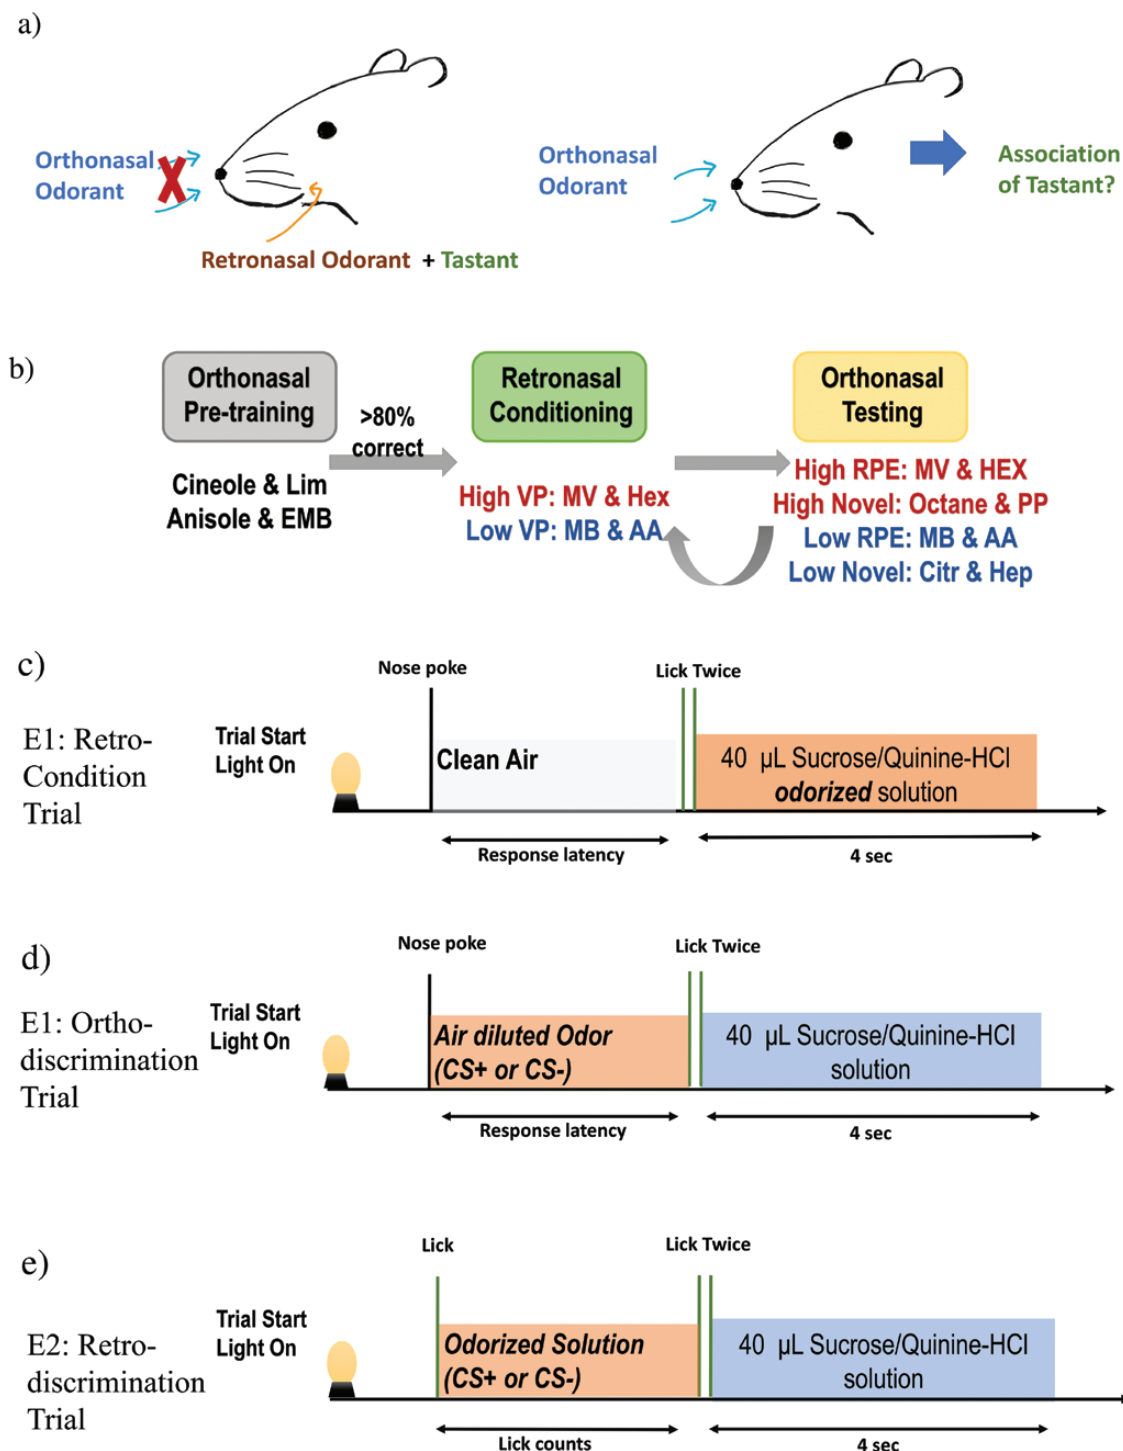 a)
Orthonasal
Odorant
X
Retronasal Odorant + Tastant
Orthonasal
Odorant
Association
of Tastant?
b)
Orthonasal
Pre-training
>80%
correct
Retronasal
Conditioning
Orthonasal
Testing
Cineole & Lim
Anisole & EMB
High VP: MV & Hex
Low VP: MB & AA
High RPE: MV & HEX
High Novel: Octane & PP
Low RPE: MB & AA
Low Novel: Citr & Hep
c)
E1: Retro-
Condition
Trial
Trial Start
Light On
Nose poke
Clean Air
Lick Twice
40 µL Sucrose/Quinine-HCl
odorized solution
Response latency
4 sec
d)
E1: Ortho-
discrimination
Trial
Trial Start
Light On
Nose poke
Air diluted Odor
(CS+ or CS-)
Lick Twice
40 µL Sucrose/Quinine-HCl
solution
Response latency
4 sec
e)
E2: Retro-
discrimination
Trial
Trial Start
Light On
Lick
Odorized Solution
(CS+ or CS-)
Lick Twice
40 µL Sucrose/Quinine-HCl
solution
Lick counts
4 sec